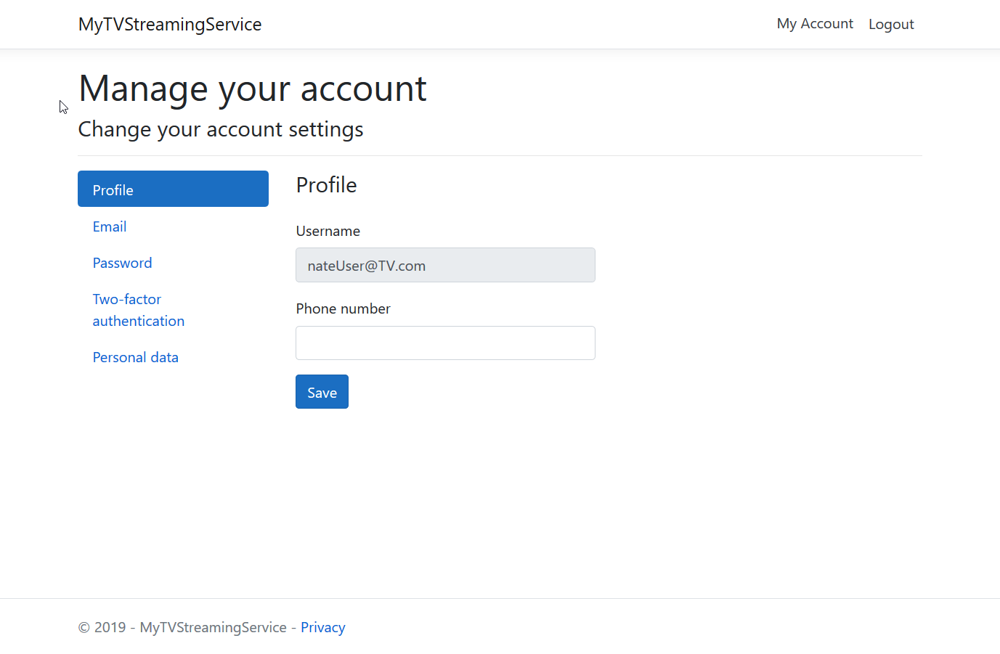 MyTVStreamingService
My Account
Logout
Manage your account
Change your account settings
Profile
Email
Password
Two-factor
authentication
Personal data
Profile
Username
nateUser@TV.com
Phone number
Save
© 2019 - MyTVStreamingService - Privacy